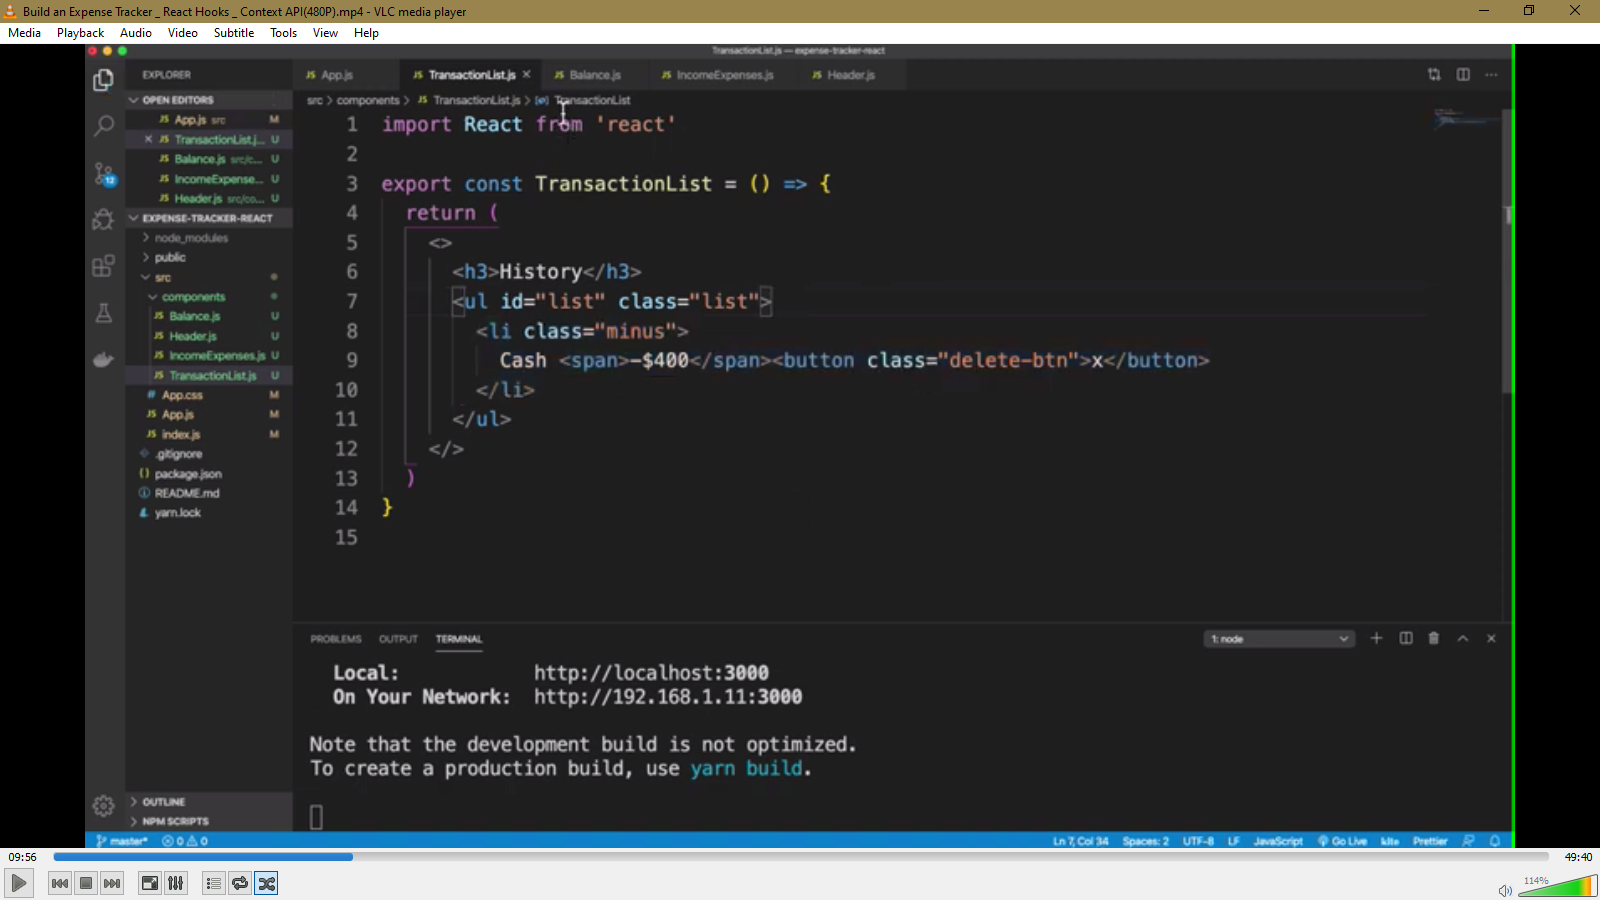 Build an Expense Tracker _ React Hooks _ Context API(480P).mp4 - VLC media player
Media Playback Audio Video Subtitle Tools View Help
TransactionList.js — expense-tracker-react
EXPLORER
OPEN EDITORS
JS App.js src M
× JS TransactionList.j... U
JS Balance.js src/c... U
JS IncomeExpense... U
JS Header.js src/co... U
EXPENSE-TRACKER-REACT
node_modules
public
src
components
JS Balance.js U
JS Header.js U
JS IncomeExpenses.js U
JS TransactionList.js U
App.css M
JS App.js M
JS index.js M
.gitignore
{} package.json
README.md
yarn.lock
OUTLINE
NPM SCRIPTS
12
JS App.js JS TransactionList.js × JS Balance.js JS IncomeExpenses.js JS Header.js
src > components > JS TransactionList.js > TransactionList
1 import React from 'react'
2
3 export const TransactionList = () => {
4 return (
5 <>
6 <h3>History</h3>
7 <ul id="list" class="list">
8 <li class="minus">
9 Cash <span>-$400</span><button class="delete-btn">x</button>
10 </li>
11 </ul>
12 </>
13 )
14 }
15
PROBLEMS OUTPUT TERMINAL 1: node
Local: http://localhost:3000
On Your Network: http://192.168.1.11:3000
Note that the development build is not optimized.
To create a production build, use yarn build.
master* 0 0 Ln 7, Col 34 Spaces: 2 UTF-8 LF JavaScript Go Live kite Prettier
09:56 49:40
114%